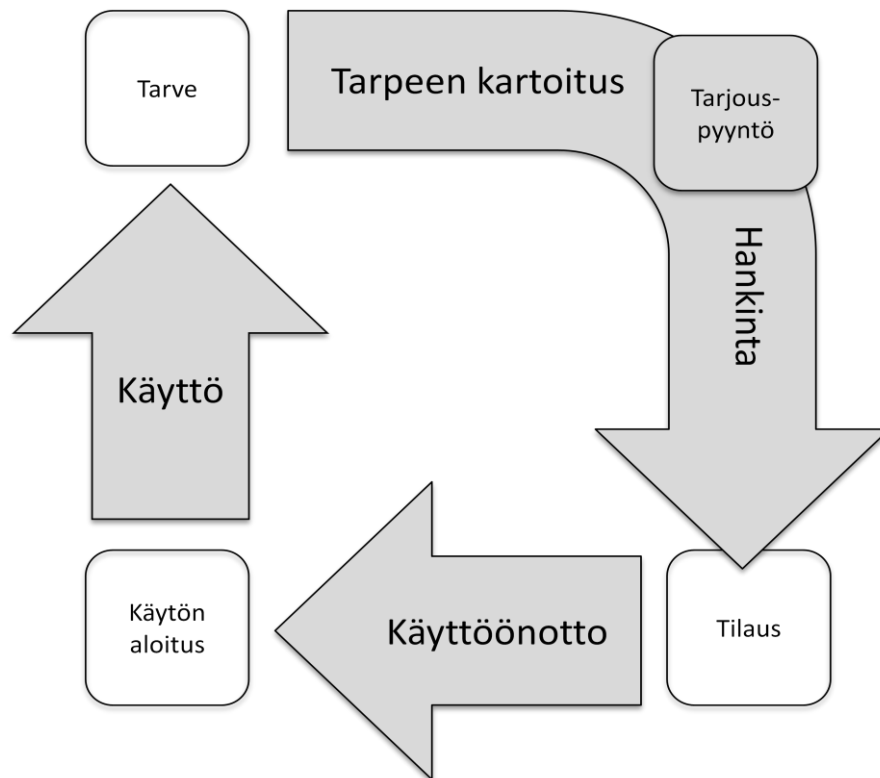 Tarve
Tarpeen kartoitus
Tarjous-
pyyntö
Hankinta
Tilaus
Käyttöönotto
Käytön
aloitus
Käyttö